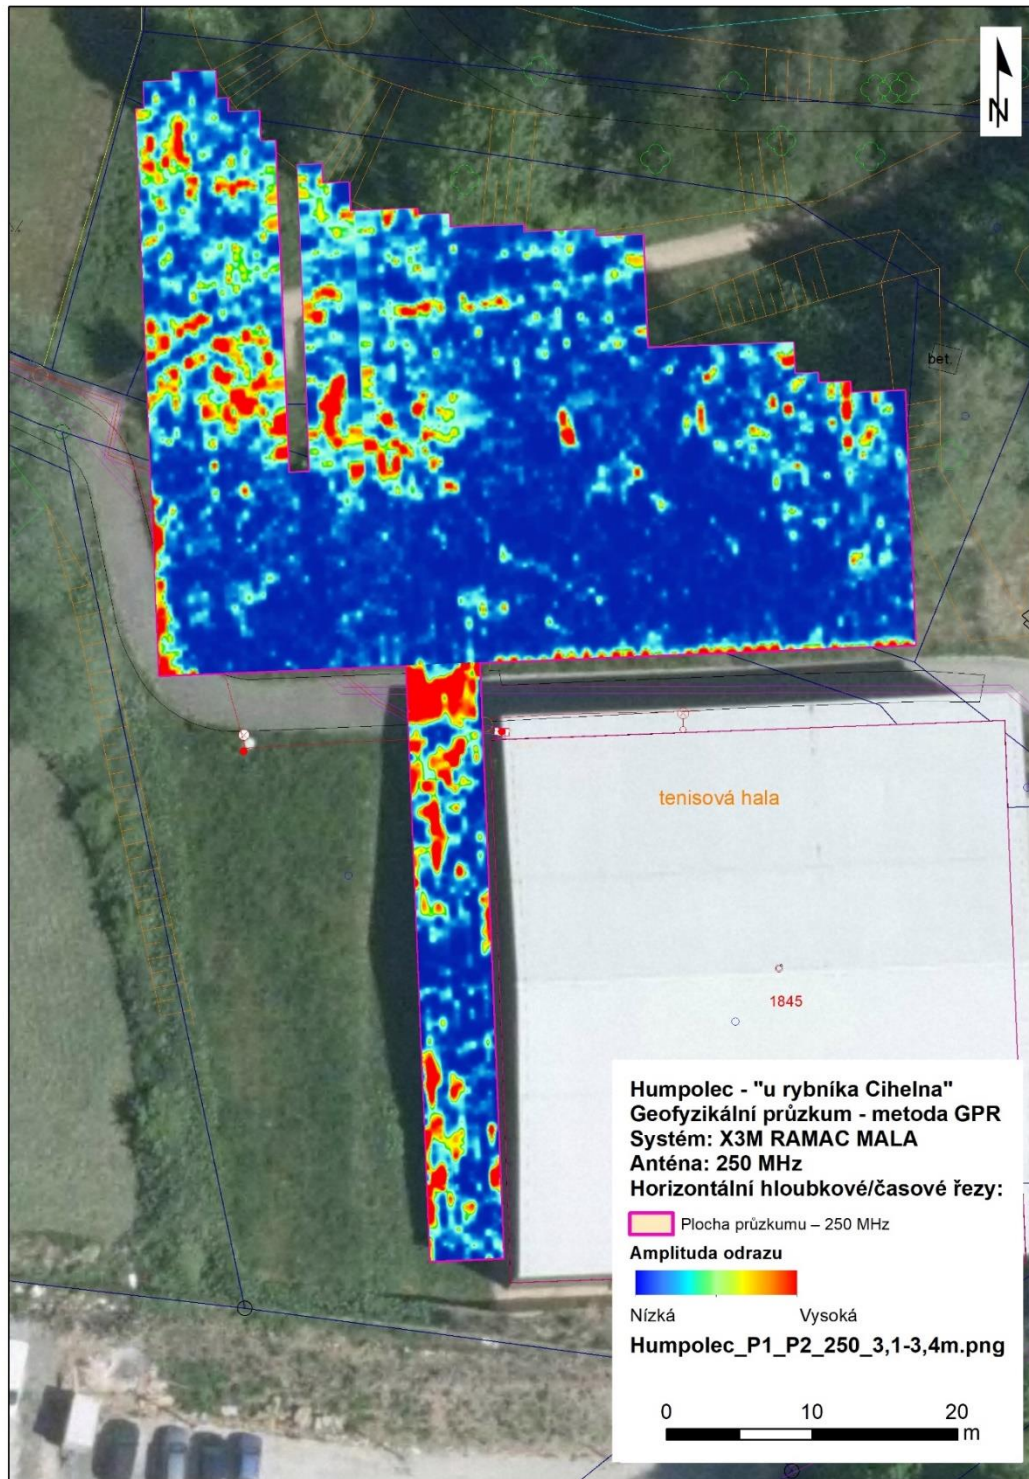 N
bet.
tenisová hala
1845
Humpolec - "u rybníka Cihelna"
Geofyzikální průzkum - metoda GPR
Systém: X3M RAMAC MALA
Anténa: 250 MHz
Horizontální hloubkové/časové řezy:
Plocha průzkumu – 250 MHz
Amplituda odrazu
Nízká Vysoká
Humpolec_P1_P2_250_3,1-3,4m.png
0 10 20
m